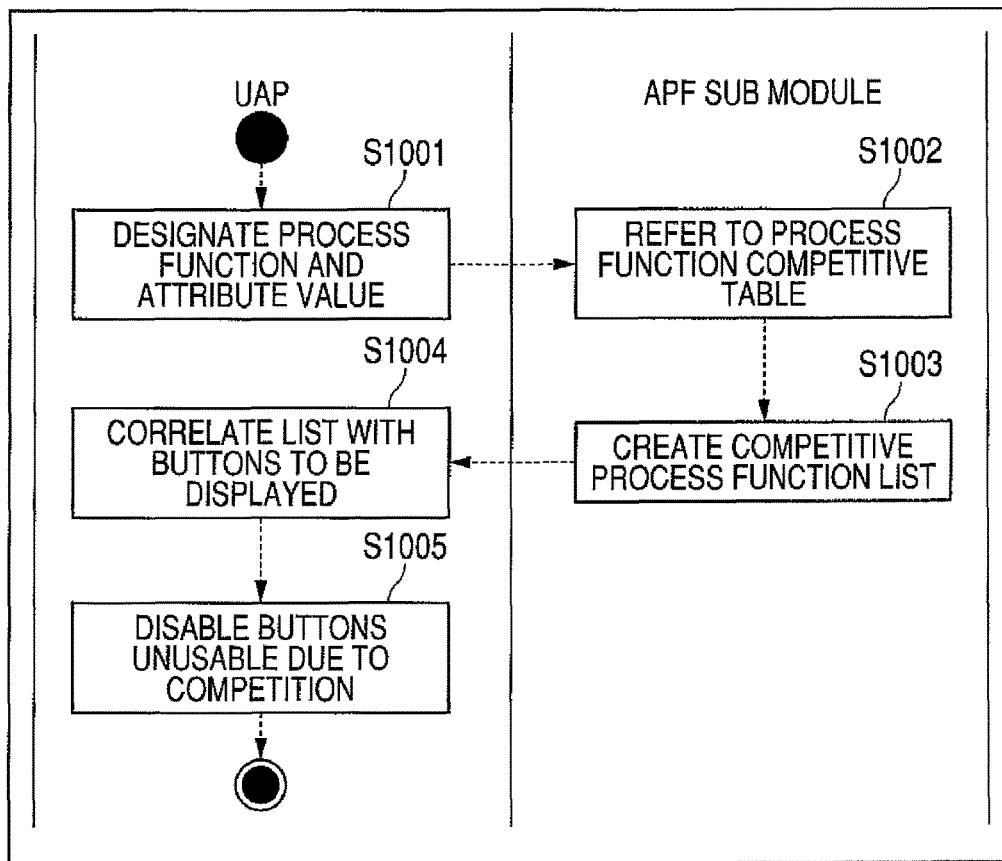 UAP
APF SUB MODULE
S1001
DESIGNATE PROCESS
FUNCTION AND
ATTRIBUTE VALUE
S1002
REFER TO PROCESS
FUNCTION COMPETITIVE
TABLE
S1003
CREATE COMPETITIVE
PROCESS FUNCTION LIST
S1004
CORRELATE LIST WITH
BUTTONS TO BE
DISPLAYED
S1005
DISABLE BUTTONS
UNUSABLE DUE TO
COMPETITION